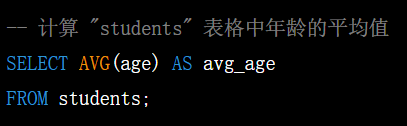 -- 计算 "students" 表格中年龄的平均值
SELECT AVG(age) AS avg_age
FROM students;